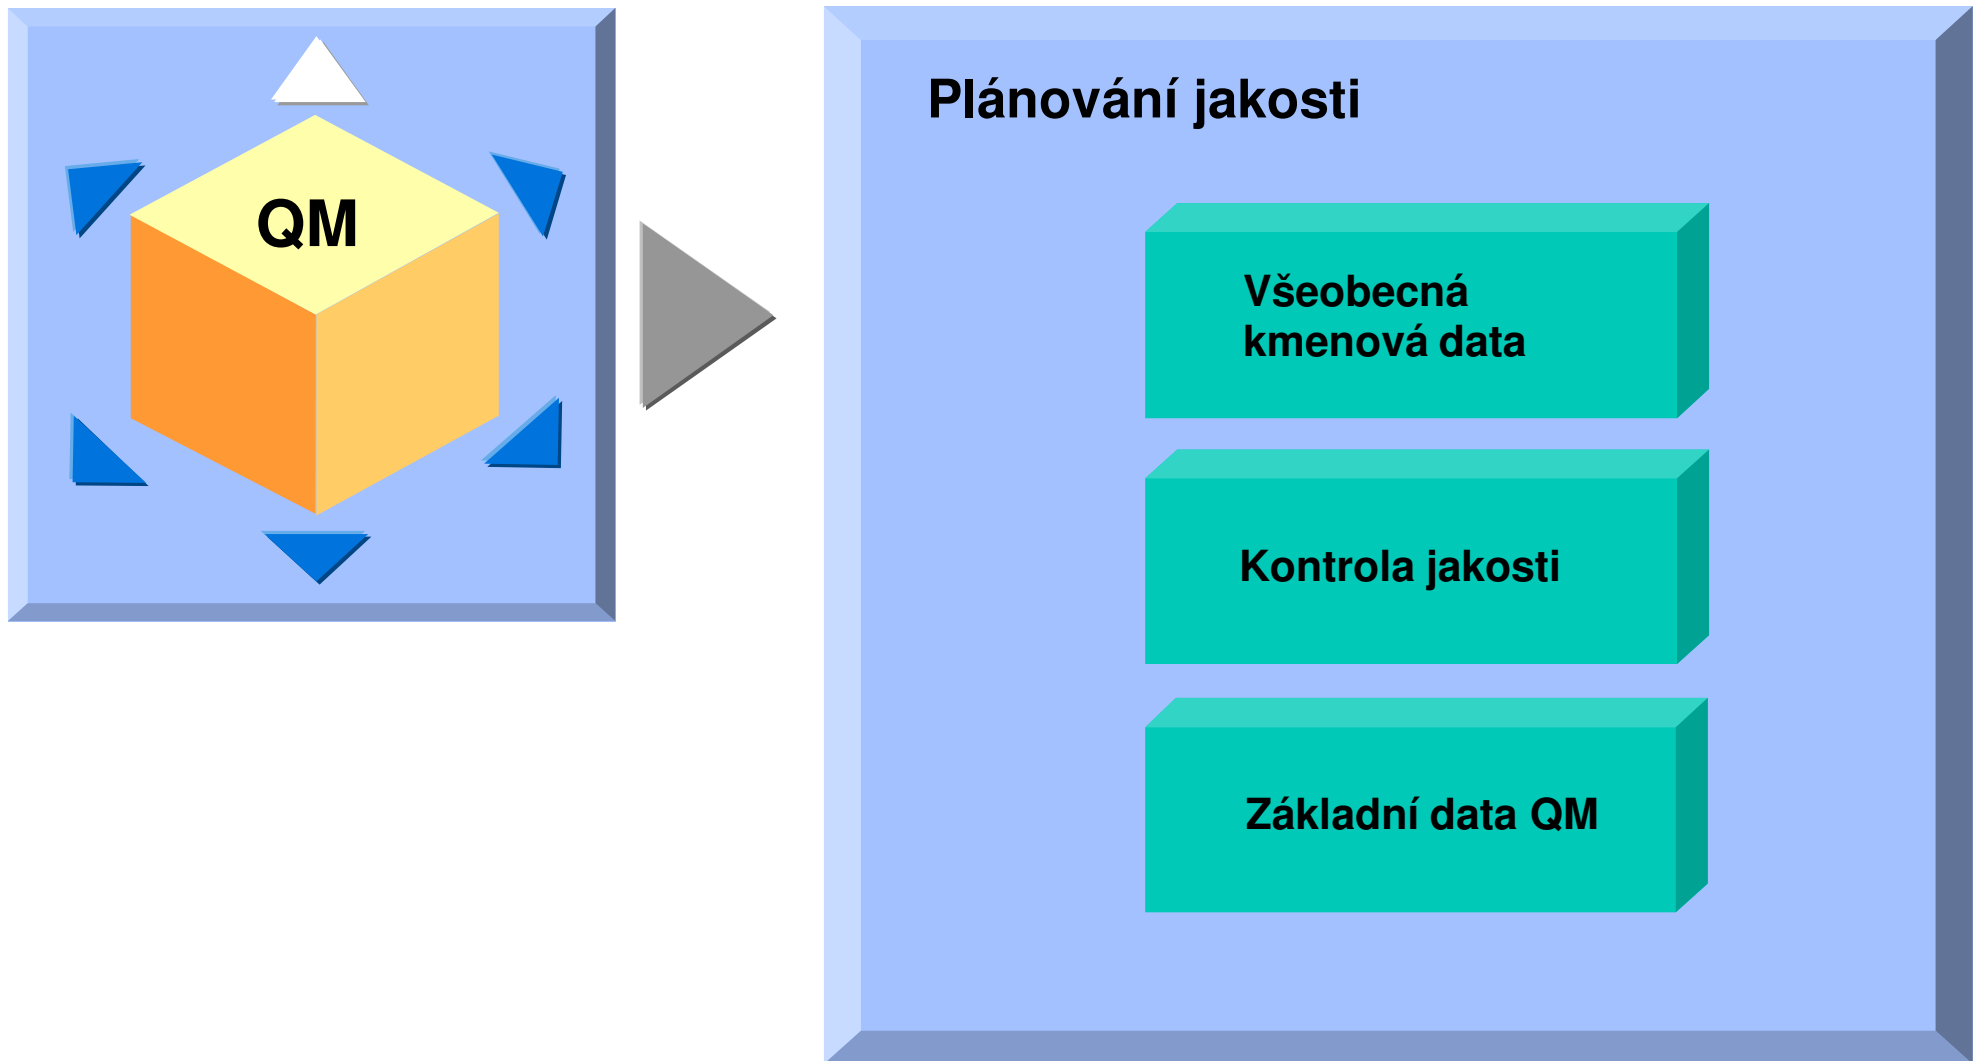 QM
Plánování jakosti
Všeobecná
kmenová data
Kontrola jakosti
Základní data QM